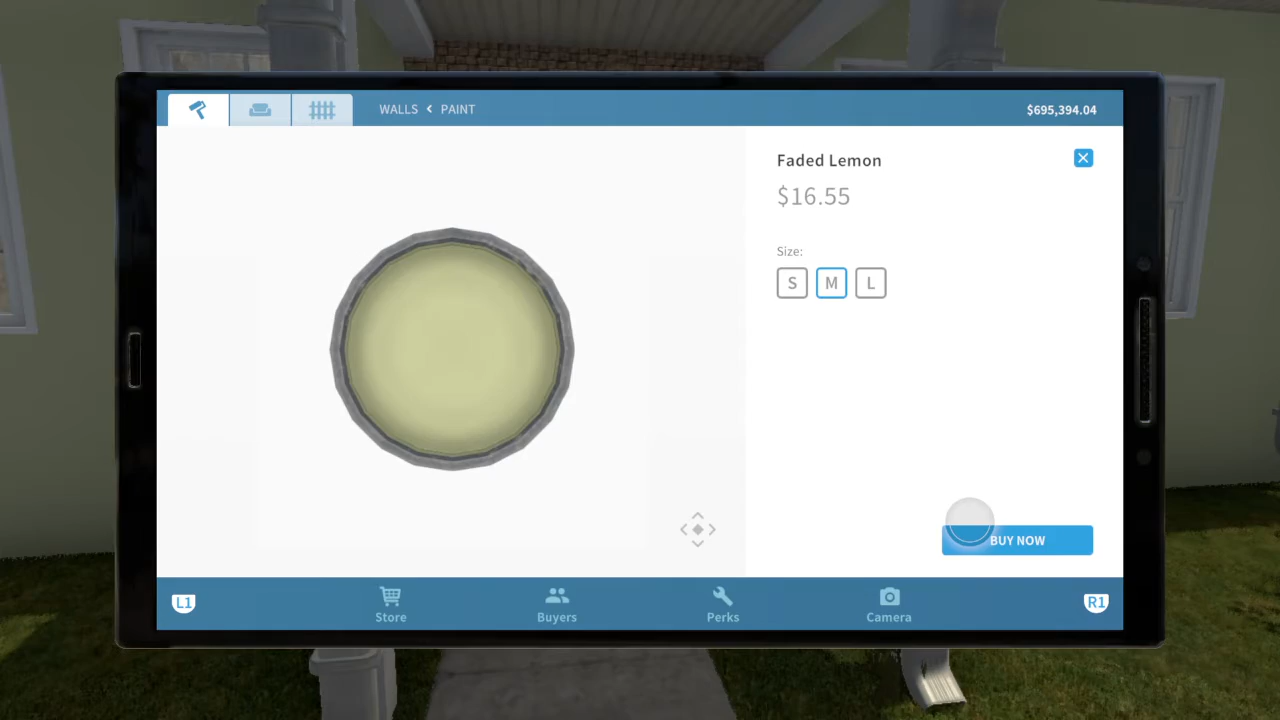 WALLS < PAINT
$695,394.04
Faded Lemon
$16.55
Size:
S M L
BUY NOW
L1
Store
Buyers
Perks
Camera
R1